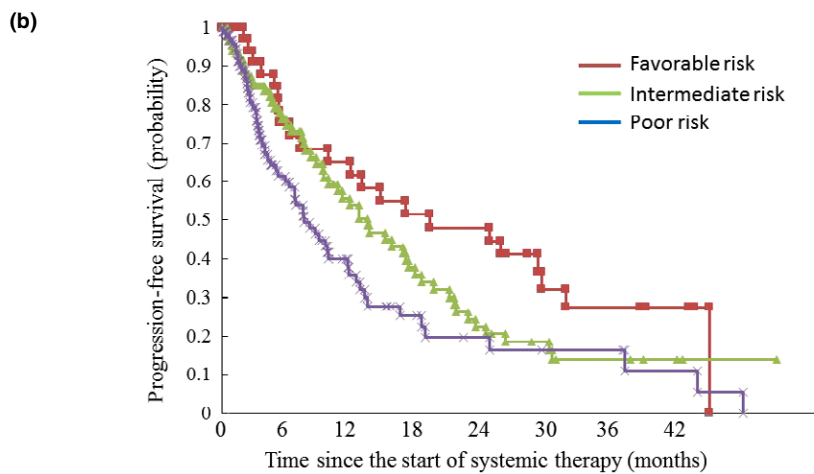 (b)
Progression-free survival (probability)
1
0.9
0.8
0.7
0.6
0.5
0.4
0.3
0.2
0.1
0
Favorable risk
Intermediate risk
Poor risk
0 6 12 18 24 30 36 42
Time since the start of systemic therapy (months)